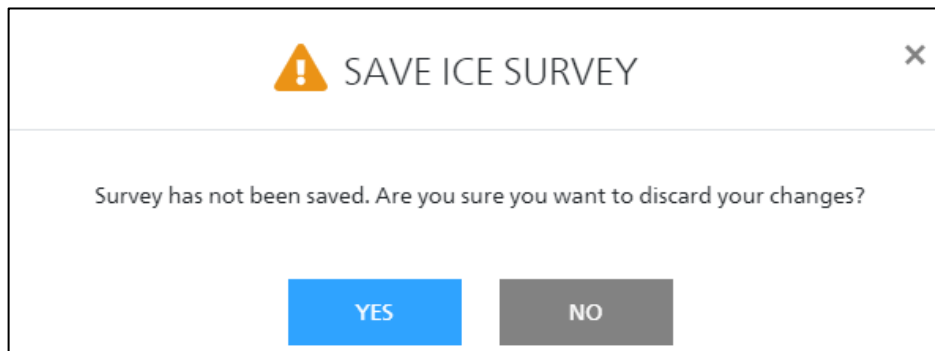 SAVE ICE SURVEY
Survey has not been saved. Are you sure you want to discard your changes?
YES
NO